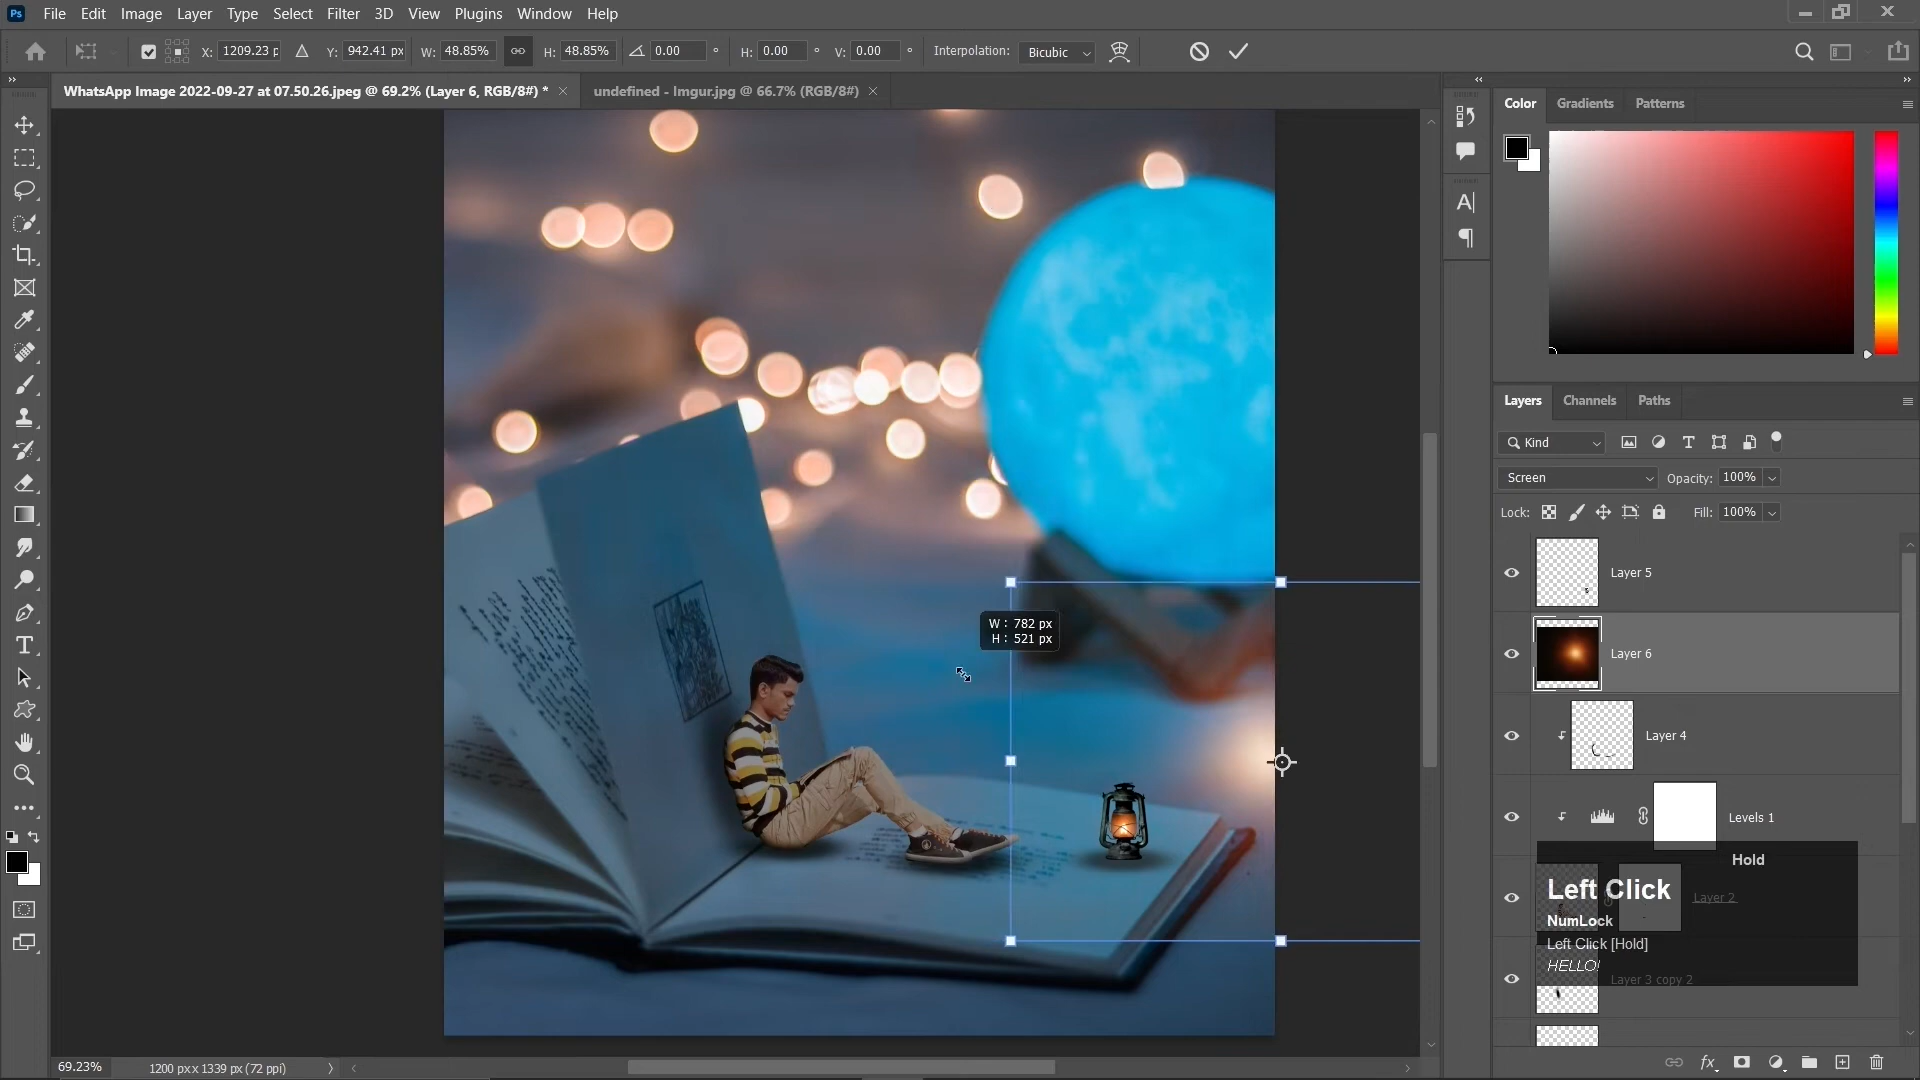 Ps File Edit Image Layer Type Select Filter 3D View Plugins Window Help
X: 1209.23 p Y: 942.41 px W: 48.85% H: 48.85% 0.00 ° H: 0.00 ° V: 0.00 ° Interpolation: Bicubic
WhatsApp Image 2022-09-27 at 07.50.26.jpeg @ 69.2% (Layer 6, RGB/8#) * undefined - Imgur.jpg @ 66.7% (RGB/8#)
Color Gradients Patterns
W: 782 px
H: 521 px
Layers Channels Paths
Kind
Screen Opacity: 100%
Lock: Fill: 100%
Layer 5
Layer 6
Layer 4
Levels 1
Hold
Left Click
Layer 2
NumLock
Left Click [Hold]
HELLO!
Layer 3 copy 2
69.23% 1200 px x 1339 px (72 ppi)